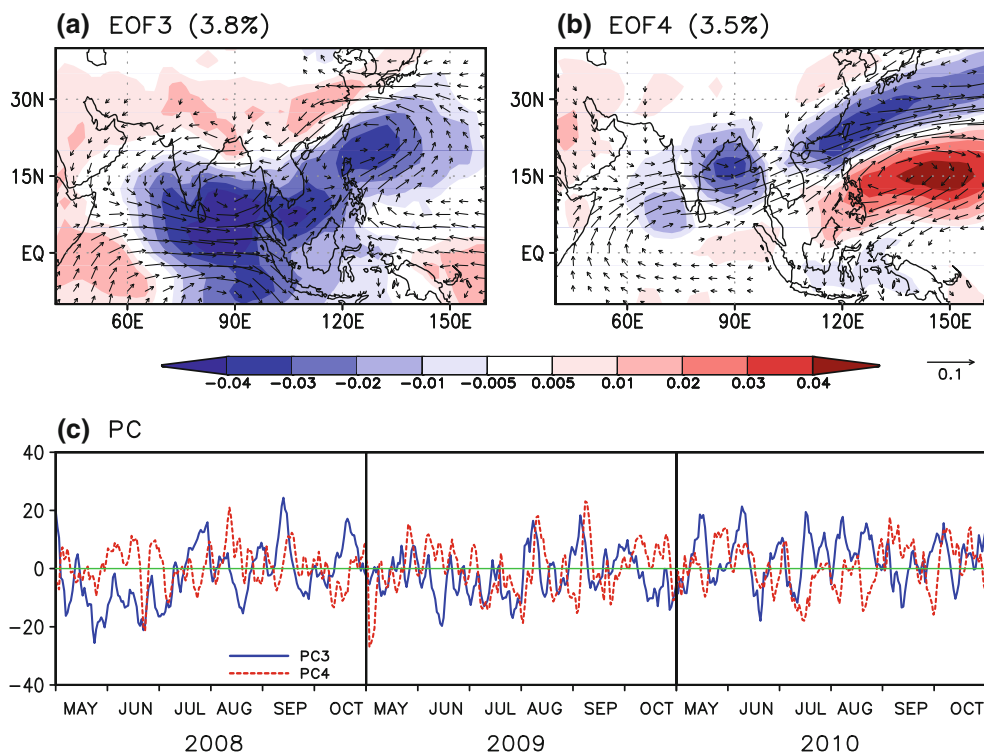 (a) EOF3 (3.8%)
(b) EOF4 (3.5%)
30N
15N
EQ
60E 90E 120E 150E
30N
15N
EQ
60E 90E 120E 150E
-0.04 -0.03 -0.02 -0.01 -0.005 0.005 0.01 0.02 0.03 0.04
0.1
(c) PC
40
20
0
-20
-40
PC3
PC4
MAY JUN JUL AUG SEP OCT MAY JUN JUL AUG SEP OCT MAY JUN JUL AUG SEP OCT
2008 2009 2010